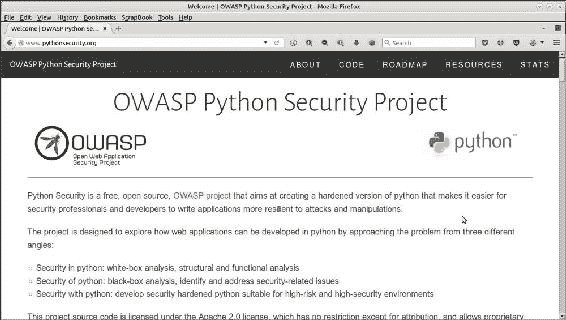 Welcome | OWASP Python Security Project - Mozilla Firefox
File Edit View History Bookmarks ScrapBook Tools Help
Welcome | OWASP Python Se...
www.pythonsecurity.org
Search
OWASP Python Security Project
ABOUT CODE ROADMAP RESOURCES STATS
OWASP Python Security Project
OWASP
Open Web Application
Security Project
python™
Python Security is a free, open source, OWASP project that aims at creating a hardened version of python that makes it easier for
security professionals and developers to write applications more resilient to attacks and manipulations.
The project is designed to explore how web applications can be developed in python by approaching the problem from three different
angles:
Security in python: white-box analysis, structural and functional analysis
Security of python: black-box analysis, identify and address security-related issues
Security with python: develop security hardened python suitable for high-risk and high-security environments
This project source code is licensed under the Apache 2.0 license, which has no restriction except for attribution, and allows proprietary